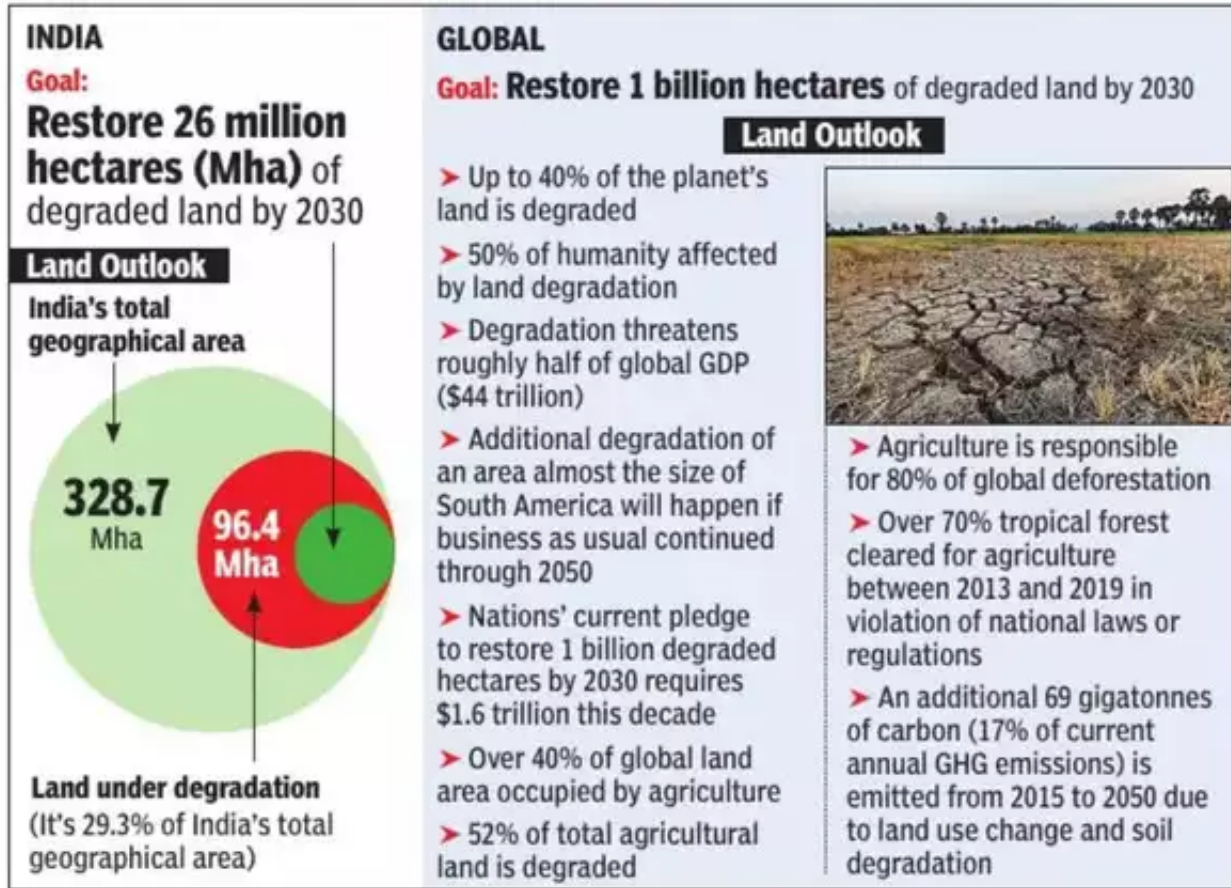 INDIA
Goal:
Restore 26 million
hectares (Mha) of
degraded land by 2030
Land Outlook
India's total
geographical area
328.7
Mha
96.4
Mha
Land under degradation
(It's 29.3% of India's total
geographical area)
GLOBAL
Goal: Restore 1 billion hectares of degraded land by 2030
Land Outlook
➤ Up to 40% of the planet's
land is degraded
➤ 50% of humanity affected
by land degradation
➤ Degradation threatens
roughly half of global GDP
($44 trillion)
➤ Additional degradation of
an area almost the size of
South America will happen if
business as usual continued
through 2050
➤ Nations' current pledge
to restore 1 billion degraded
hectares by 2030 requires
$1.6 trillion this decade
➤ Over 40% of global land
area occupied by agriculture
➤ 52% of total agricultural
land is degraded
➤ Agriculture is responsible
for 80% of global deforestation
➤ Over 70% tropical forest
cleared for agriculture
between 2013 and 2019 in
violation of national laws or
regulations
➤ An additional 69 gigatonnes
of carbon (17% of current
annual GHG emissions) is
emitted from 2015 to 2050 due
to land use change and soil
degradation